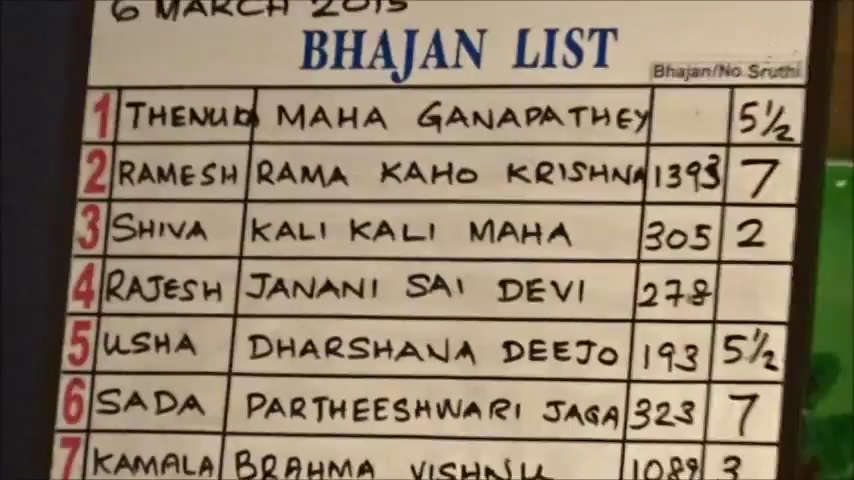 6 MARCH 2015
BHAJAN LIST
Bhajan/No Sruthi
1 THENUKA MAHA GANAPATHEY 5½
2 RAMESH RAMA KAHO KRISHNA 1393 7
3 SHIVA KALI KALI MAHA 305 2
4 RAJESH JANANI SAI DEVI 278
5 USHA DHARSHANA DEEJO 193 5½
6 SADA PARTHEESHWARI JAGA 323 7
7 KAMALA BRAHMA VISHNU 1089 3